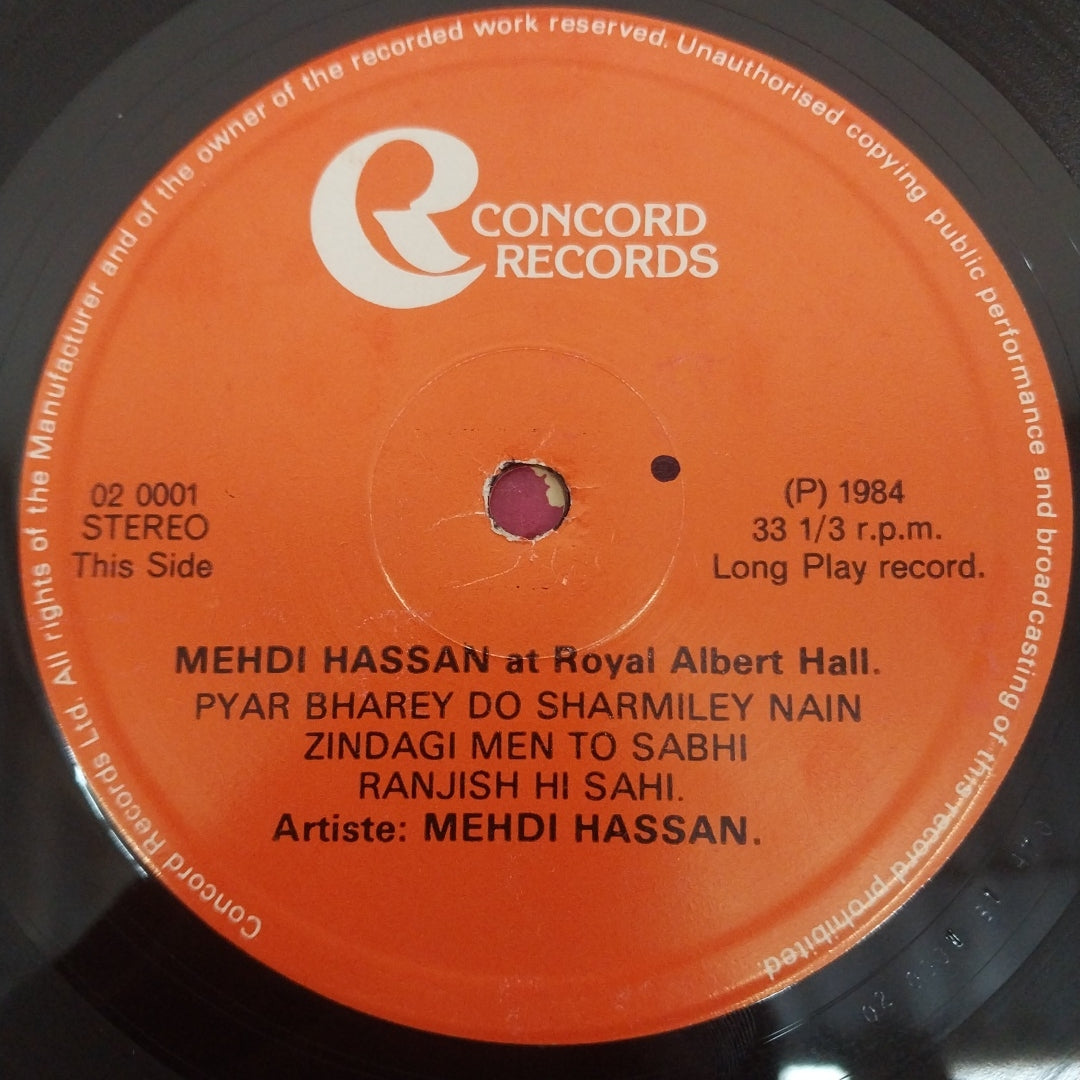 Concord Records Ltd. All rights of the Manufacturer and of the owner of the recorded work reserved. Unauthorised copying public performance and broadcasting of this record prohibited.
CONCORD
RECORDS
02 0001
STEREO
This Side
(P) 1984
33 1/3 r.p.m.
Long Play record.
MEHDI HASSAN at Royal Albert Hall.
PYAR BHAREY DO SHARMILEY NAIN
ZINDAGI MEN TO SABHI
RANJISH HI SAHI.
Artiste: MEHDI HASSAN.